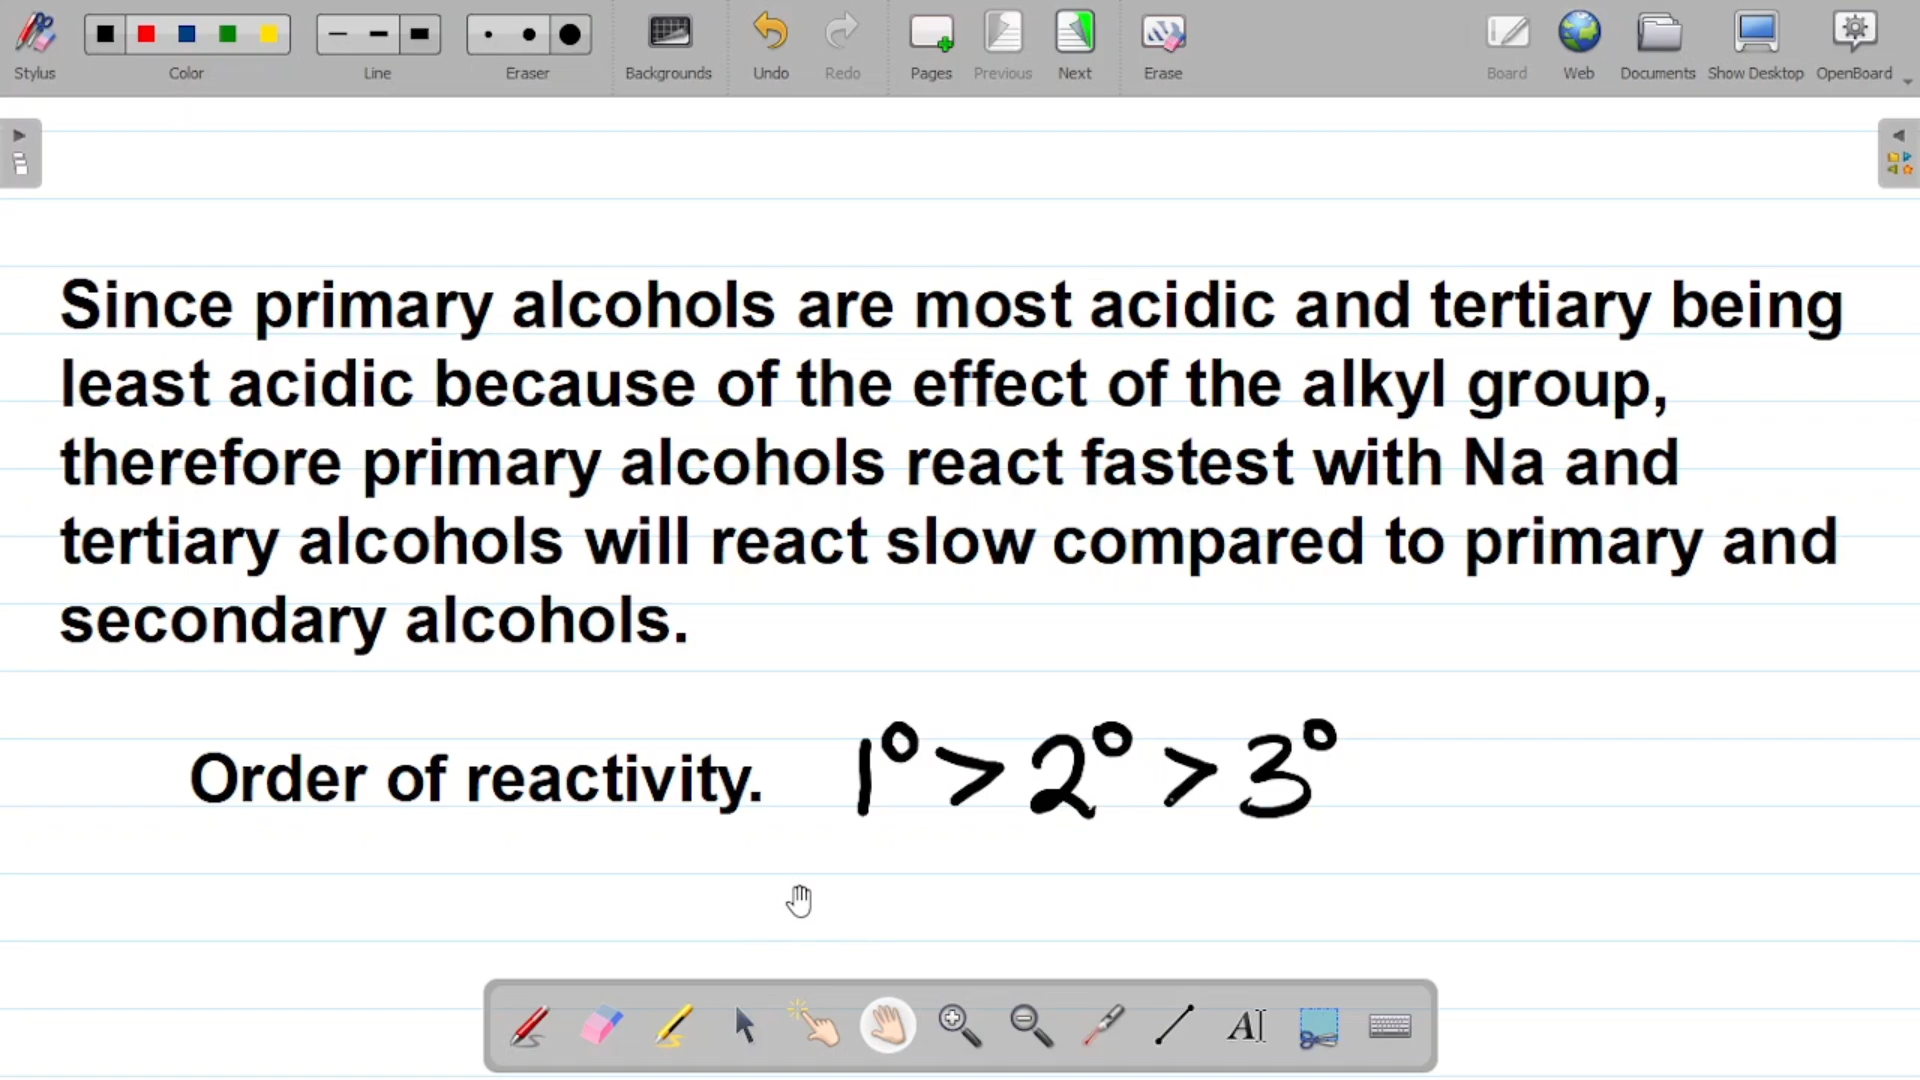 Stylus Color Line Eraser Backgrounds Undo Redo Pages Previous Next Erase Board Web Documents Show Desktop OpenBoard
Since primary alcohols are most acidic and tertiary being
least acidic because of the effect of the alkyl group,
therefore primary alcohols react fastest with Na and
tertiary alcohols will react slow compared to primary and
secondary alcohols.
Order of reactivity. 1° > 2° > 3°